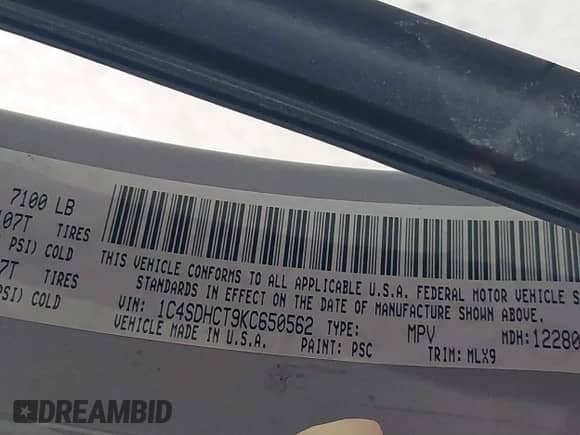 7100 LB
107T TIRES
PSI) COLD
7T TIRES
PSI) COLD
THIS VEHICLE CONFORMS TO ALL APPLICABLE U.S.A. FEDERAL MOTOR VEHICLE S
STANDARDS IN EFFECT ON THE DATE OF MANUFACTURE SHOWN ABOVE.
VIN: 1C4SDHCT9KC650562 TYPE: MPV MDH: 12280
VEHICLE MADE IN U.S.A. PAINT: PSC TRIM: MLX9
DREAMBID